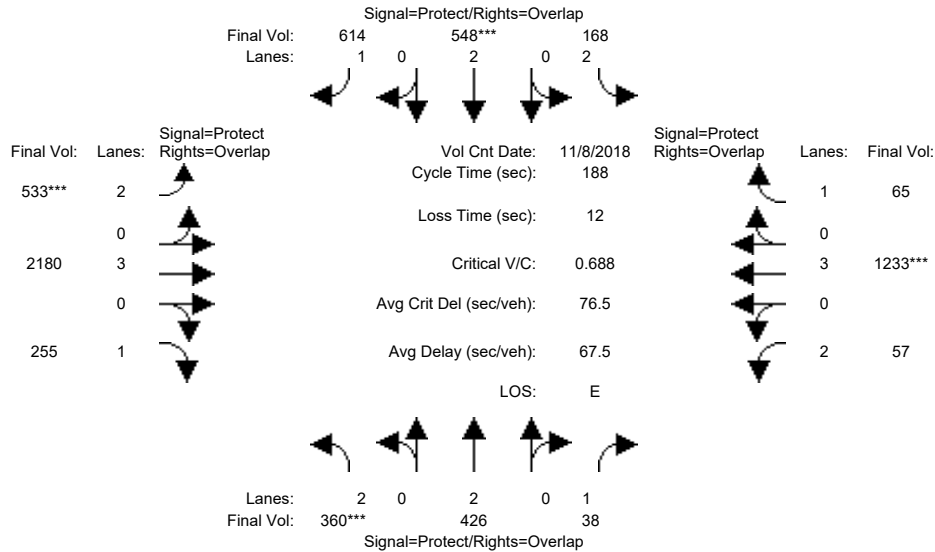 Signal=Protect/Rights=Overlap
Final Vol: 614 548*** 168
Lanes: 1 0 2 0 2
Signal=Protect
Final Vol: Lanes: Rights=Overlap
Vol Cnt Date: 11/8/2018
Signal=Protect
Rights=Overlap Lanes: Final Vol:
Cycle Time (sec): 188
533*** 2 1 65
Loss Time (sec): 12
0 0
2180 3 Critical V/C: 0.688 3 1233***
0 Avg Crit Del (sec/veh): 76.5 0
255 1 Avg Delay (sec/veh): 67.5 2 57
LOS: E
Lanes: 2 0 2 0 1
Final Vol: 360*** 426 38
Signal=Protect/Rights=Overlap